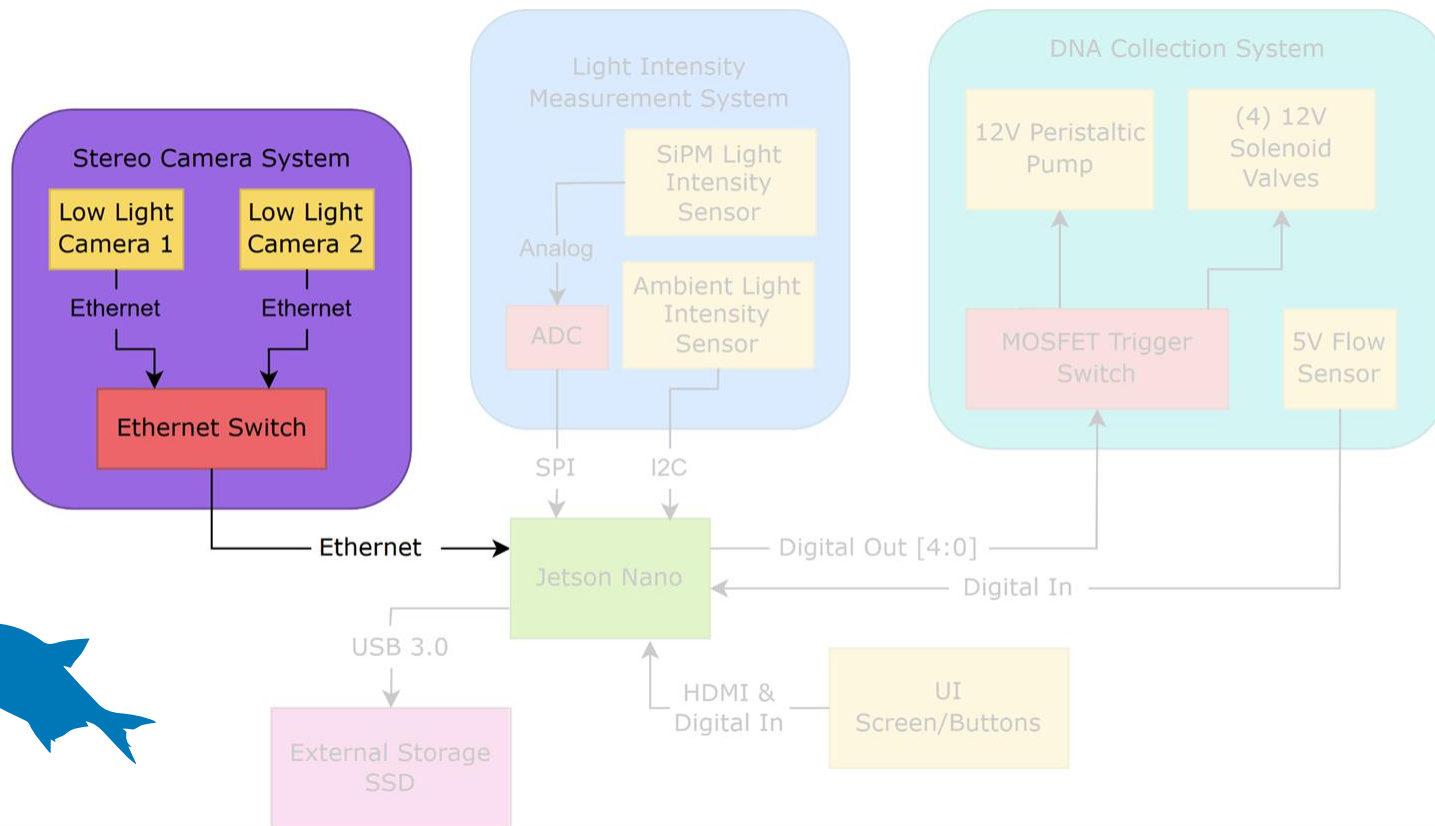 Stereo Camera System
Low Light
Camera 1
Low Light
Camera 2
Ethernet
Ethernet
Ethernet Switch
Ethernet
Light Intensity
Measurement System
SiPM Light
Intensity
Sensor
Analog
ADC
Ambient Light
Intensity
Sensor
SPI
I2C
DNA Collection System
12V Peristaltic
Pump
(4) 12V
Solenoid
Valves
MOSFET Trigger
Switch
5V Flow
Sensor
Jetson Nano
Digital Out [4:0]
Digital In
USB 3.0
External Storage
SSD
HDMI &
Digital In
UI
Screen/Buttons